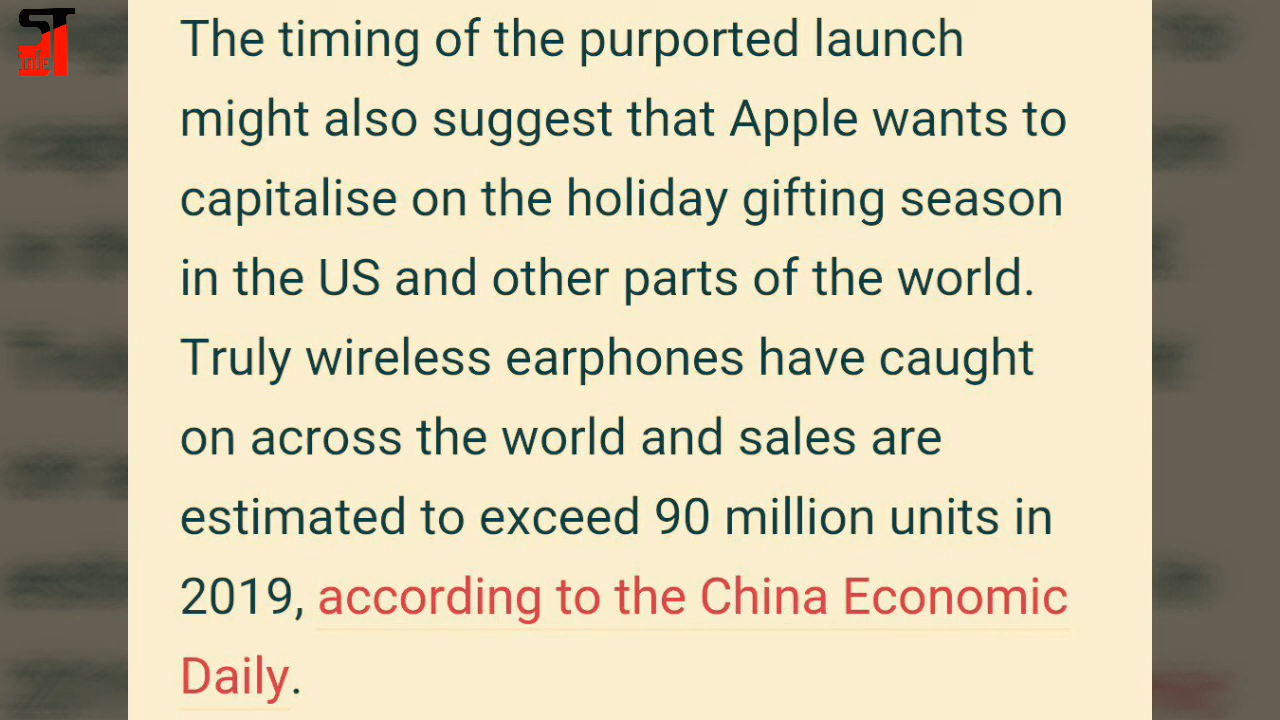 ST
Info
The timing of the purported launch
might also suggest that Apple wants to
capitalise on the holiday gifting season
in the US and other parts of the world.
Truly wireless earphones have caught
on across the world and sales are
estimated to exceed 90 million units in
2019, according to the China Economic
Daily.